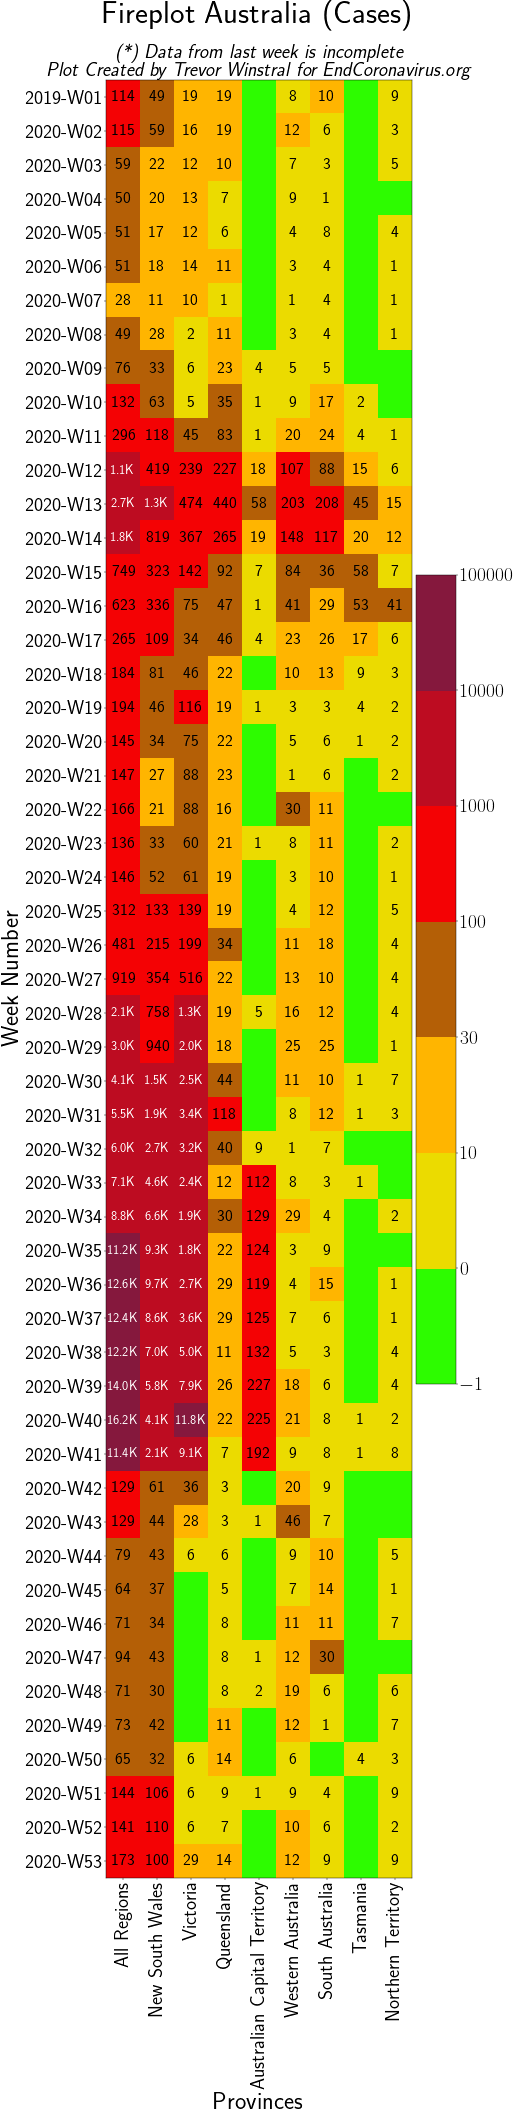 Fireplot Australia (Cases)
(*) Data from last week is incomplete
Plot Created by Trevor Winstral for EndCoronavirus.org
2019-W01 114 49 19 19 8 10 9
2020-W02 115 59 16 19 12 6 3
2020-W03 59 22 12 10 7 3 5
2020-W04 50 20 13 7 9 1
2020-W05 51 17 12 6 4 8 4
2020-W06 51 18 14 11 3 4 1
2020-W07 28 11 10 1 1 4 1
2020-W08 49 28 2 11 3 4 1
2020-W09 76 33 6 23 4 5 5
2020-W10 132 63 5 35 1 9 17 2
2020-W11 296 118 45 83 1 20 24 4 1
2020-W12 1.1K 419 239 227 18 107 88 15 6
2020-W13 2.7K 1.3K 474 440 58 203 208 45 15
2020-W14 1.8K 819 367 265 19 148 117 20 12
2020-W15 749 323 142 92 7 84 36 58 7
2020-W16 623 336 75 47 1 41 29 53 41
2020-W17 265 109 34 46 4 23 26 17 6
2020-W18 184 81 46 22 10 13 9 3
2020-W19 194 46 116 19 1 3 3 4 2
2020-W20 145 34 75 22 5 6 1 2
2020-W21 147 27 88 23 1 6 2
2020-W22 166 21 88 16 30 11
2020-W23 136 33 60 21 1 8 11 2
2020-W24 146 52 61 19 3 10 1
2020-W25 312 133 139 19 4 12 5
2020-W26 481 215 199 34 11 18 4
2020-W27 919 354 516 22 13 10 4
2020-W28 2.1K 758 1.3K 19 5 16 12 4
2020-W29 3.0K 940 2.0K 18 25 25 1
2020-W30 4.1K 1.5K 2.5K 44 11 10 1 7
2020-W31 5.5K 1.9K 3.4K 118 8 12 1 3
2020-W32 6.0K 2.7K 3.2K 40 9 1 7
2020-W33 7.1K 4.6K 2.4K 12 112 8 3 1
2020-W34 8.8K 6.6K 1.9K 30 129 29 4 2
2020-W35 11.2K 9.3K 1.8K 22 124 3 9
2020-W36 12.6K 9.7K 2.7K 29 119 4 15 1
2020-W37 12.4K 8.6K 3.6K 29 125 7 6 1
2020-W38 12.2K 7.0K 5.0K 11 132 5 3 4
2020-W39 14.0K 5.8K 7.9K 26 227 18 6 4
2020-W40 16.2K 4.1K 11.8K 22 225 21 8 1 2
2020-W41 11.4K 2.1K 9.1K 7 192 9 8 1 8
2020-W42 129 61 36 3 20 9
2020-W43 129 44 28 3 1 46 7
2020-W44 79 43 6 6 9 10 5
2020-W45 64 37 5 7 14 1
2020-W46 71 34 8 11 11 7
2020-W47 94 43 8 1 12 30
2020-W48 71 30 8 2 19 6 6
2020-W49 73 42 11 12 1 7
2020-W50 65 32 6 14 6 4 3
2020-W51 144 106 6 9 1 9 4 9
2020-W52 141 110 6 7 10 6 2
2020-W53 173 100 29 14 12 9 9
Week Number
100000
10000
1000
100
30
10
0
−1
All Regions
New South Wales
Victoria
Queensland
Australian Capital Territory
Western Australia
South Australia
Tasmania
Northern Territory
Provinces